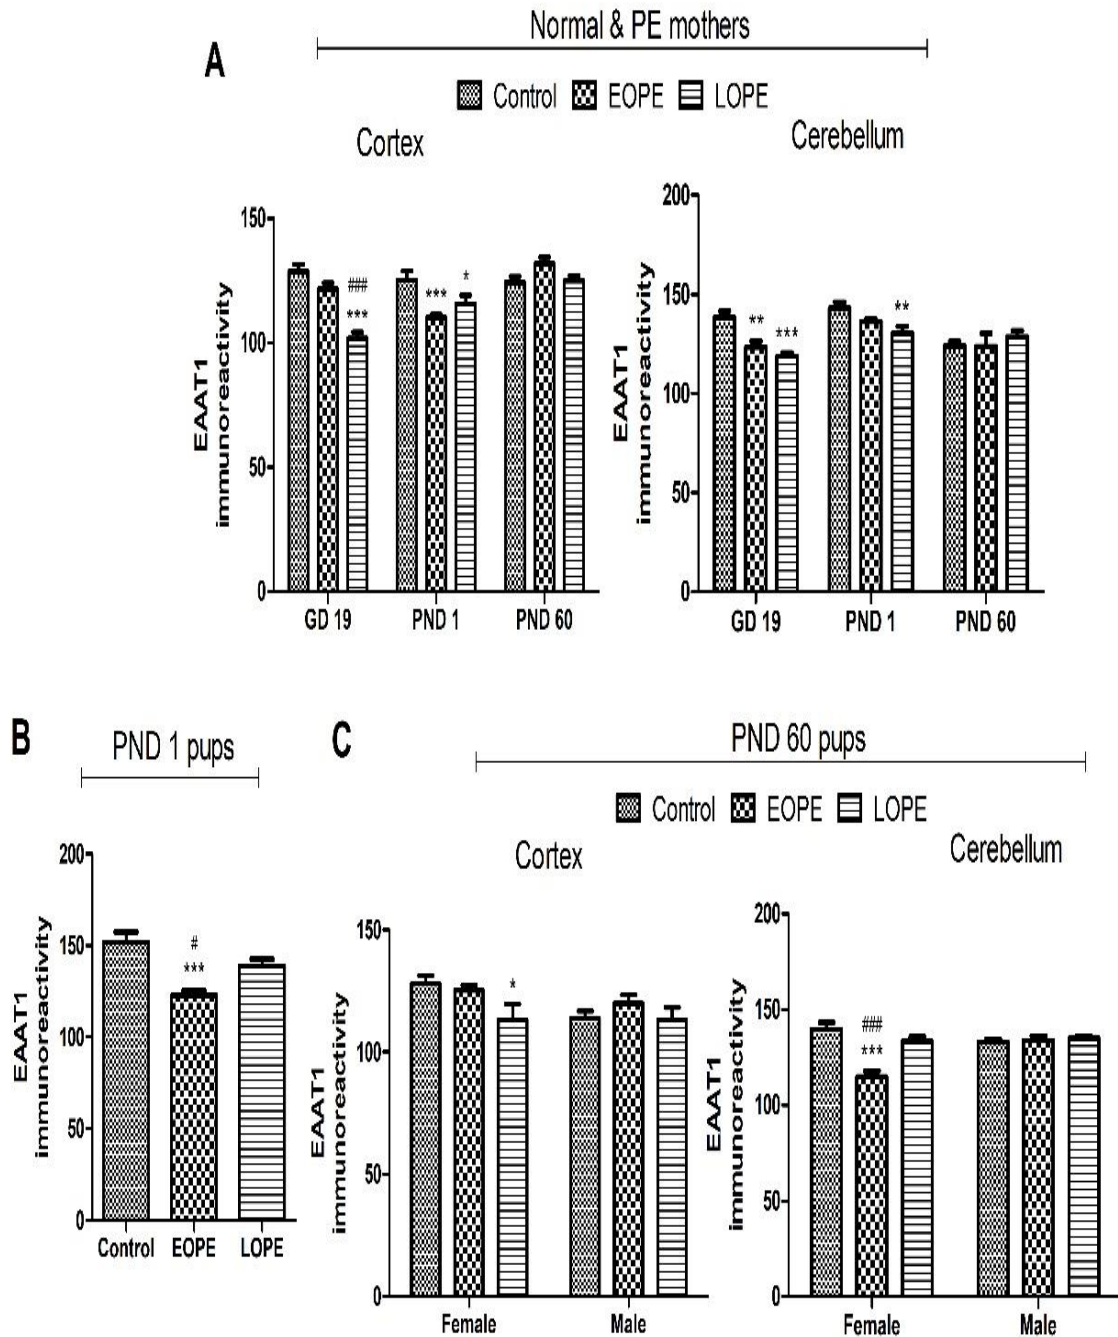 A
Normal & PE mothers
Control EOPE LOPE
Cortex
Cerebellum
EAAT1
immunoreactivity
150
100
50
0
###
***
***
*
GD 19 PND 1 PND 60
EAAT1
immunoreactivity
200
150
100
50
0
**
***
**
GD 19 PND 1 PND 60
B
PND 1 pups
EAAT1
immunoreactivity
200
150
100
50
0
#
***
Control EOPE LOPE
C
PND 60 pups
Control EOPE LOPE
Cortex
Cerebellum
EAAT1
immunoreactivity
150
100
50
0
*
Female Male
EAAT1
immunoreactivity
200
150
100
50
0
###
***
Female Male